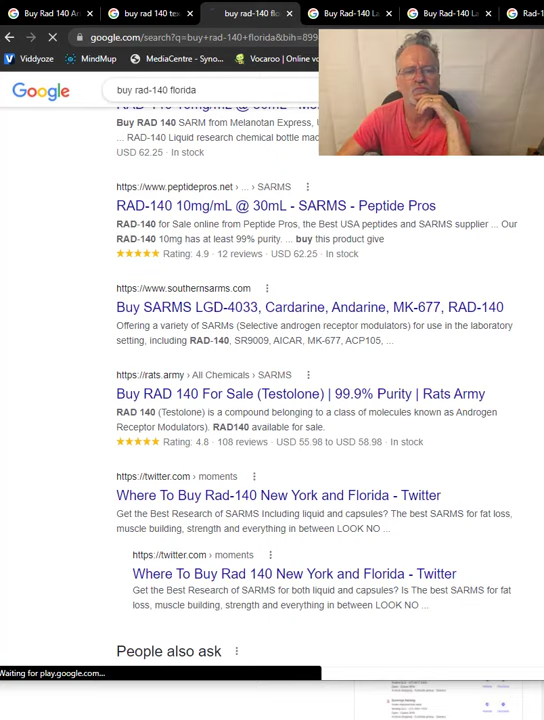 Buy Rad 140 Ar
buy rad 140 tex
buy rad-140 flo
Buy Rad-140 La
Buy Rad-140 La
Rad-1
google.com/search?q=buy+rad-140+florida&bih=899
Viddyoze
MindMup
MediaCentre - Syno...
Vocaroo | Online vo
Google
buy rad-140 florida
RAD-140 10mg/mL @ 30mL -
Buy RAD 140 SARM from Melanotan Express,
... RAD-140 Liquid research chemical bottle mad
USD 62.25 · In stock
https://www.peptidepros.net › ... › SARMS
RAD-140 10mg/mL @ 30mL - SARMS - Peptide Pros
RAD-140 for Sale online from Peptide Pros, the Best USA peptides and SARMS supplier ... Our
RAD-140 10mg has at least 99% purity. ... buy this product give
Rating: 4.9 · 12 reviews · USD 62.25 · In stock
https://www.southernsarms.com
Buy SARMS LGD-4033, Cardarine, Andarine, MK-677, RAD-140
Offering a variety of SARMs (Selective androgen receptor modulators) for use in the laboratory
setting, including RAD-140, SR9009, AICAR, MK-677, ACP105, ...
https://rats.army › All Chemicals › SARMS
Buy RAD 140 For Sale (Testolone) | 99.9% Purity | Rats Army
RAD 140 (Testolone) is a compound belonging to a class of molecules known as Androgen
Receptor Modulators). RAD140 available for sale.
Rating: 4.8 · 108 reviews · USD 55.98 to USD 58.98 · In stock
https://twitter.com › moments
Where To Buy Rad-140 New York and Florida - Twitter
Get the Best Research of SARMS Including liquid and capsules? The best SARMS for fat loss,
muscle building, strength and everything in between LOOK NO ...
https://twitter.com › moments
Where To Buy Rad 140 New York and Florida - Twitter
Get the Best Research of SARMS for both liquid and capsules? Is The best SARMS for fat
loss, muscle building, strength and everything in between LOOK NO ...
People also ask
Waiting for play.google.com...